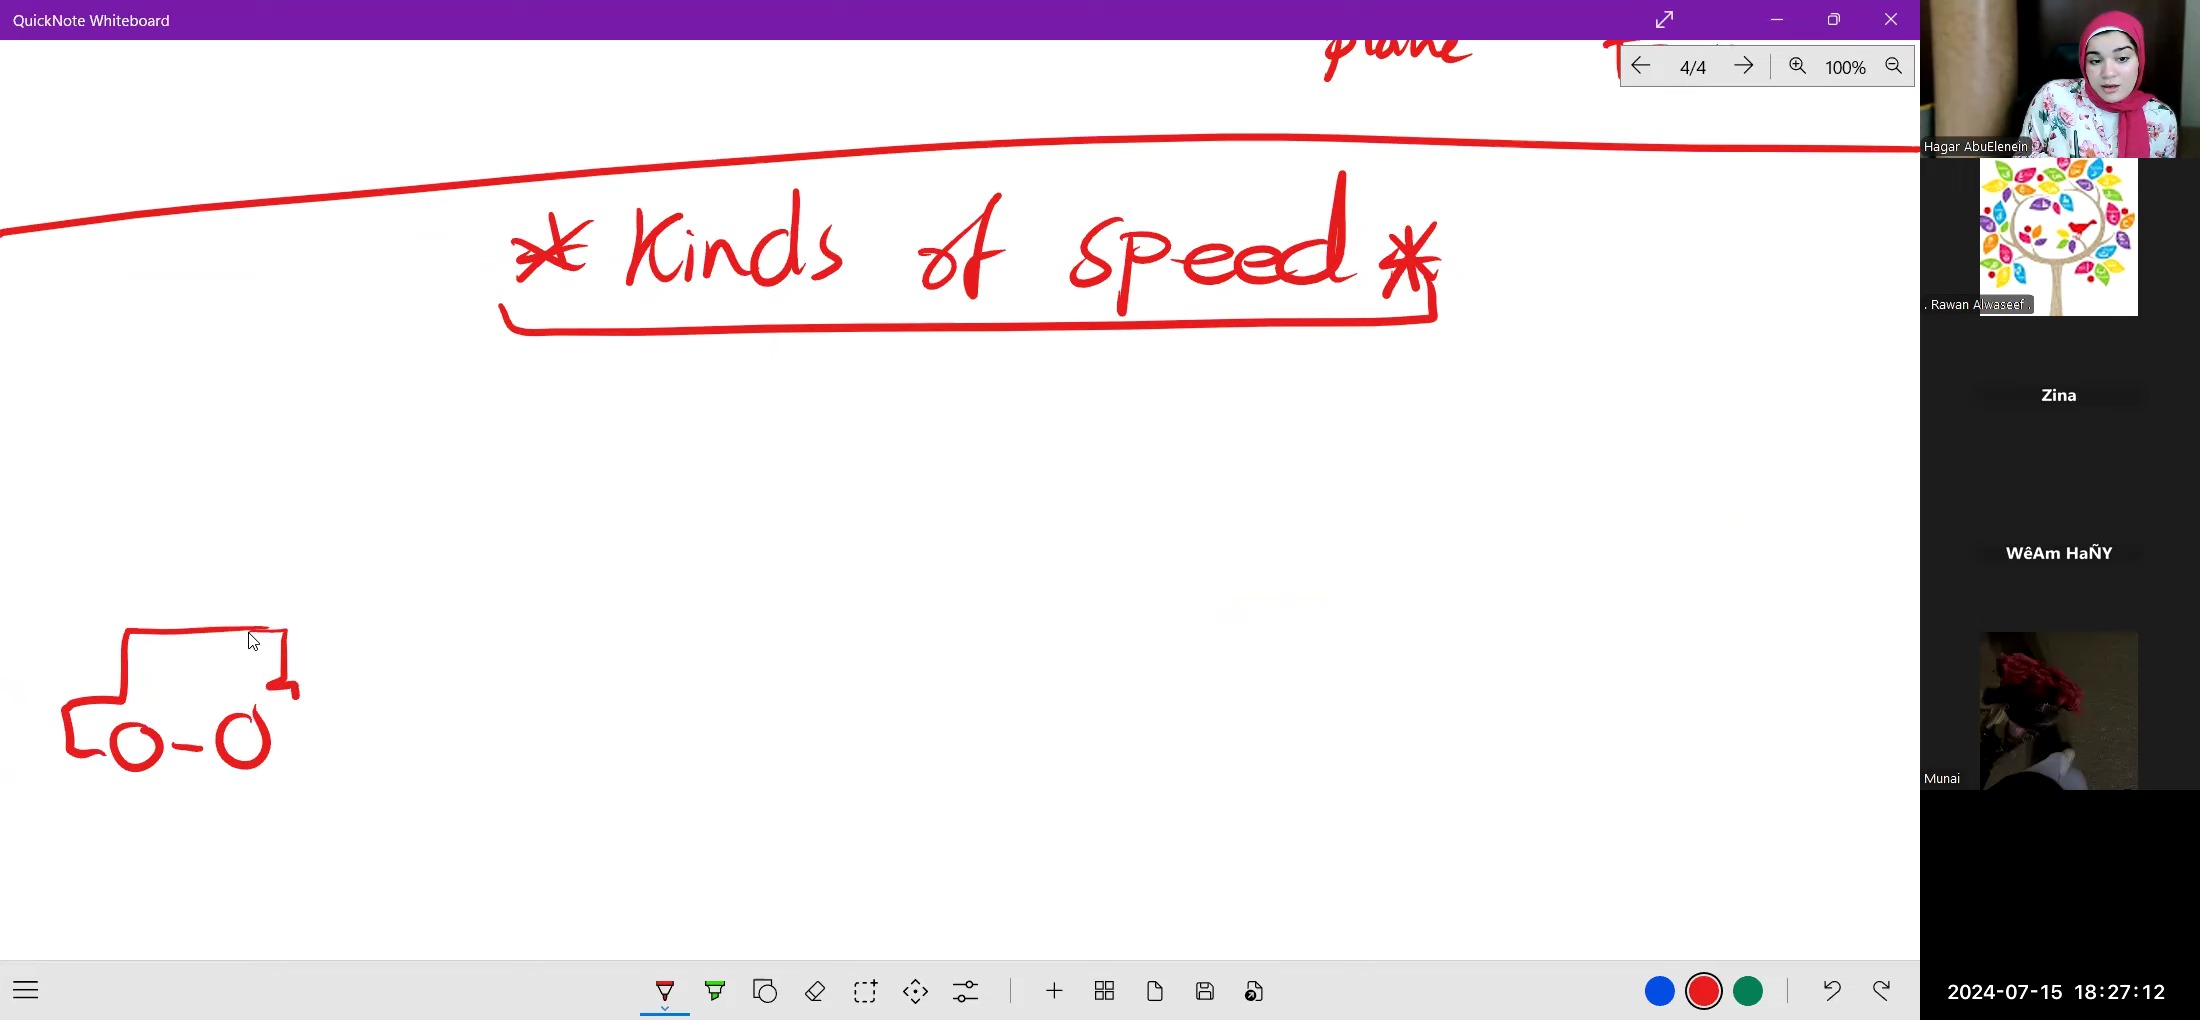 QuickNote Whiteboard
plane
4/4
100%
* Kinds of speed *
Hagar AbuElenein
. Rawan Alwaseef .
Zina
WêAm HaÑY
Munai
2024-07-15 18:27:12